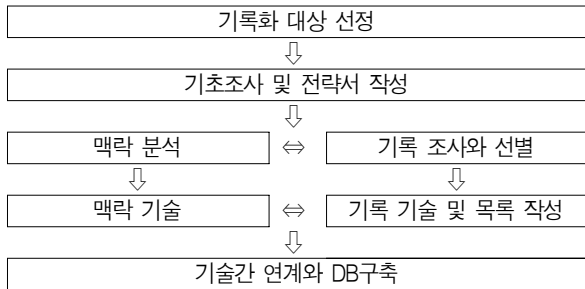 기록화 대상 선정
⇩
기초조사 및 전략서 작성
⇩
맥락 분석 ⇔ 기록 조사와 선별
⇩ ⇩
맥락 기술 ⇔ 기록 기술 및 목록 작성
⇩
기술간 연계와 DB구축